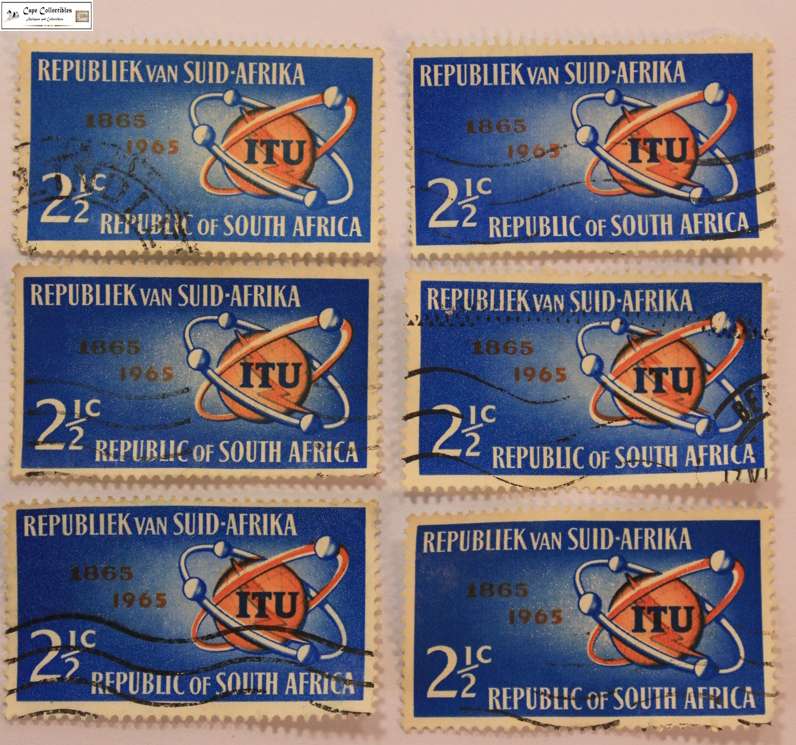 Cape Collectibles
REPUBLIEK VAN SUID-AFRIKA
1865
1965
ITU
2½c
REPUBLIC OF SOUTH AFRICA
REPUBLIEK VAN SUID-AFRIKA
1865
1965
ITU
2½c
REPUBLIC OF SOUTH AFRICA
REPUBLIEK VAN SUID-AFRIKA
1865
1965
ITU
2½c
REPUBLIC OF SOUTH AFRICA
REPUBLIEK VAN SUID-AFRIKA
1865
1965
ITU
2½c
REPUBLIC OF SOUTH AFRICA
REPUBLIEK VAN SUID-AFRIKA
1865
1965
ITU
2½c
REPUBLIC OF SOUTH AFRICA
REPUBLIEK VAN SUID-AFRIKA
1865
1965
ITU
2½c
REPUBLIC OF SOUTH AFRICA